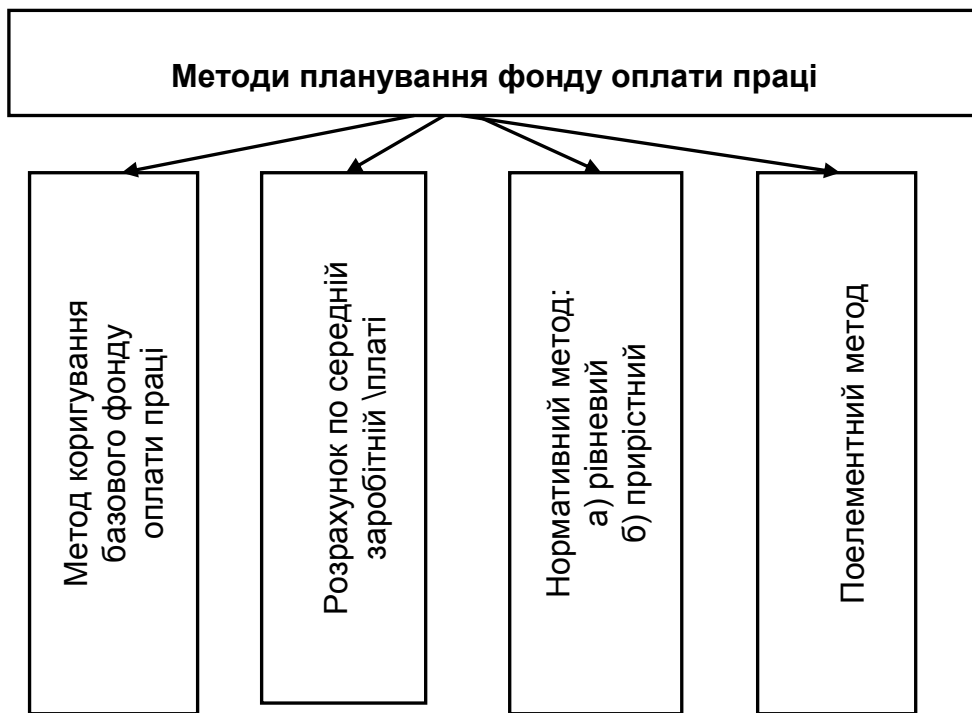 Методи планування фонду оплати праці
Метод коригування
базового фонду
оплати праці
Розрахунок по середній
заробітній \платі
Нормативний метод:
а) рівневий
б) прирістний
Поелементний метод